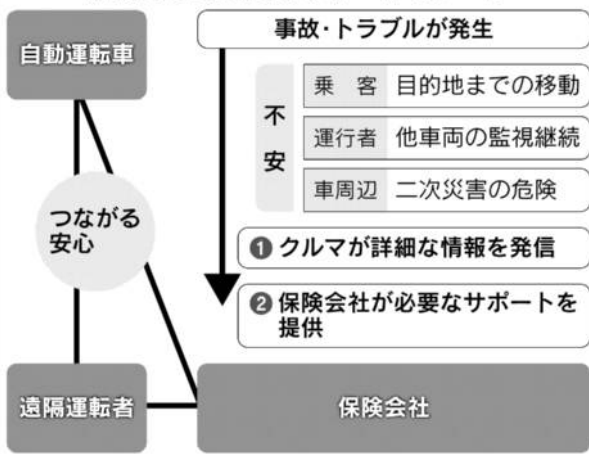 自動運転車
事故・トラブルが発生
不安
乗　客　目的地までの移動
運行者　他車両の監視継続
車周辺　二次災害の危険
つながる
安心
❶クルマが詳細な情報を発信
❷保険会社が必要なサポートを
提供
遠隔運転者
保険会社